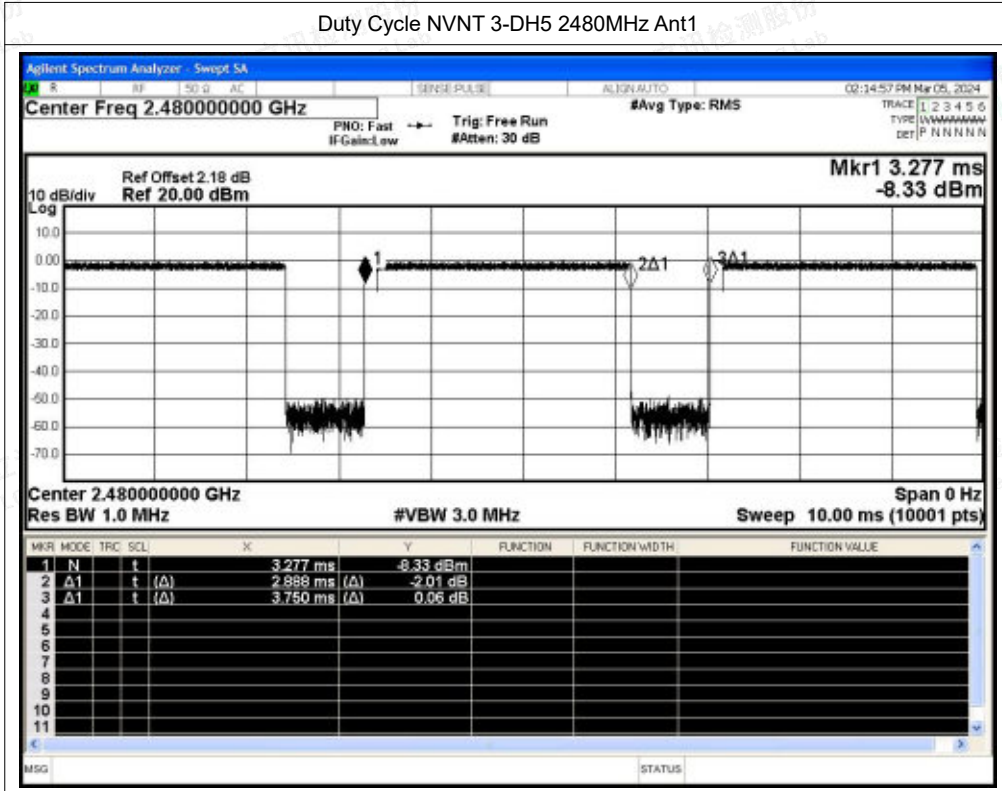 Duty Cycle NVNT 3-DH5 2480MHz Ant1
Agilent Spectrum Analyzer - Swept SA
R RF 50 Ω AC SENSE:PULSE ALIGNAUTO 02:14:57 PM Mar 05, 2024
Center Freq 2.480000000 GHz #Avg Type: RMS TRACE 1 2 3 4 5 6
PNO: Fast Trig: Free Run TYPE
IFGain:Low #Atten: 30 dB DET P N N N N N
Mkr1 3.277 ms
Ref Offset 2.18 dB
10 dB/div Ref 20.00 dBm -8.33 dBm
Log
10.0
0.00
1 2Δ1 3Δ1
-10.0
-20.0
-30.0
-40.0
-50.0
-60.0
-70.0
Center 2.480000000 GHz Span 0 Hz
Res BW 1.0 MHz #VBW 3.0 MHz Sweep 10.00 ms (10001 pts)
MKR MODE TRC SCL X Y FUNCTION FUNCTION WIDTH FUNCTION VALUE
1 N t 3.277 ms -8.33 dBm
2 Δ1 t (Δ) 2.888 ms (Δ) -2.01 dB
3 Δ1 t (Δ) 3.750 ms (Δ) 0.06 dB
4
5
6
7
8
9
10
11
MSG STATUS